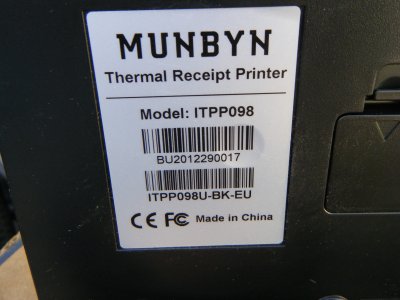 MUNBYN
Thermal Receipt Printer
Model: ITPP098
BU2012290017
ITPP098U-BK-EU
CE FC Made in China